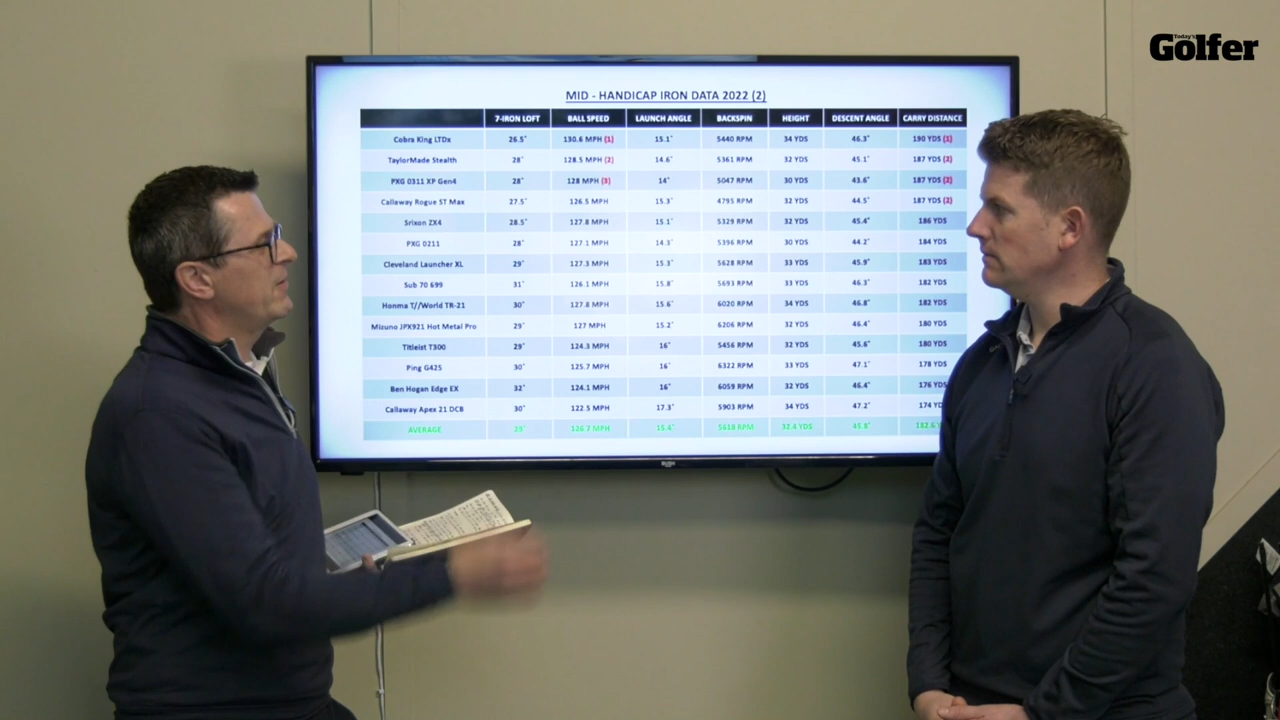 Today's
Golfer
MID - HANDICAP IRON DATA 2022 (2)
7-IRON LOFT BALL SPEED LAUNCH ANGLE BACKSPIN HEIGHT DESCENT ANGLE CARRY DISTANCE
Cobra King LTDx 26.5° 130.6 MPH (1) 15.1° 5440 RPM 34 YDS 46.3° 190 YDS (1)
TaylorMade Stealth 28° 128.5 MPH (2) 14.6° 5361 RPM 32 YDS 45.1° 187 YDS (2)
PXG 0311 XP Gen4 28° 128 MPH (3) 14° 5047 RPM 30 YDS 43.6° 187 YDS (2)
Callaway Rogue ST Max 27.5° 126.5 MPH 15.3° 4795 RPM 32 YDS 44.5° 187 YDS (2)
Srixon ZX4 28.5° 127.8 MPH 15.1° 5329 RPM 32 YDS 45.4° 186 YDS
PXG 0211 28° 127.1 MPH 14.3° 5396 RPM 30 YDS 44.2° 184 YDS
Cleveland Launcher XL 29° 127.3 MPH 15.3° 5628 RPM 33 YDS 45.9° 183 YDS
Sub 70 699 31° 126.1 MPH 15.8° 5693 RPM 33 YDS 46.3° 182 YDS
Honma T//World TR-21 30° 127.8 MPH 15.6° 6020 RPM 34 YDS 46.8° 182 YDS
Mizuno JPX921 Hot Metal Pro 29° 127 MPH 15.2° 6206 RPM 32 YDS 46.4° 180 YDS
Titleist T300 29° 124.3 MPH 16° 5456 RPM 32 YDS 45.6° 180 YDS
Ping G425 30° 125.7 MPH 16° 6322 RPM 33 YDS 47.1° 178 YDS
Ben Hogan Edge EX 32° 124.1 MPH 16° 6059 RPM 32 YDS 46.4° 176 YDS
Callaway Apex 21 DCB 30° 122.5 MPH 17.3° 5903 RPM 34 YDS 47.2° 174
AVERAGE 29° 126.7 MPH 15.4° 5618 RPM 32.4 YDS 45.8° 182.6